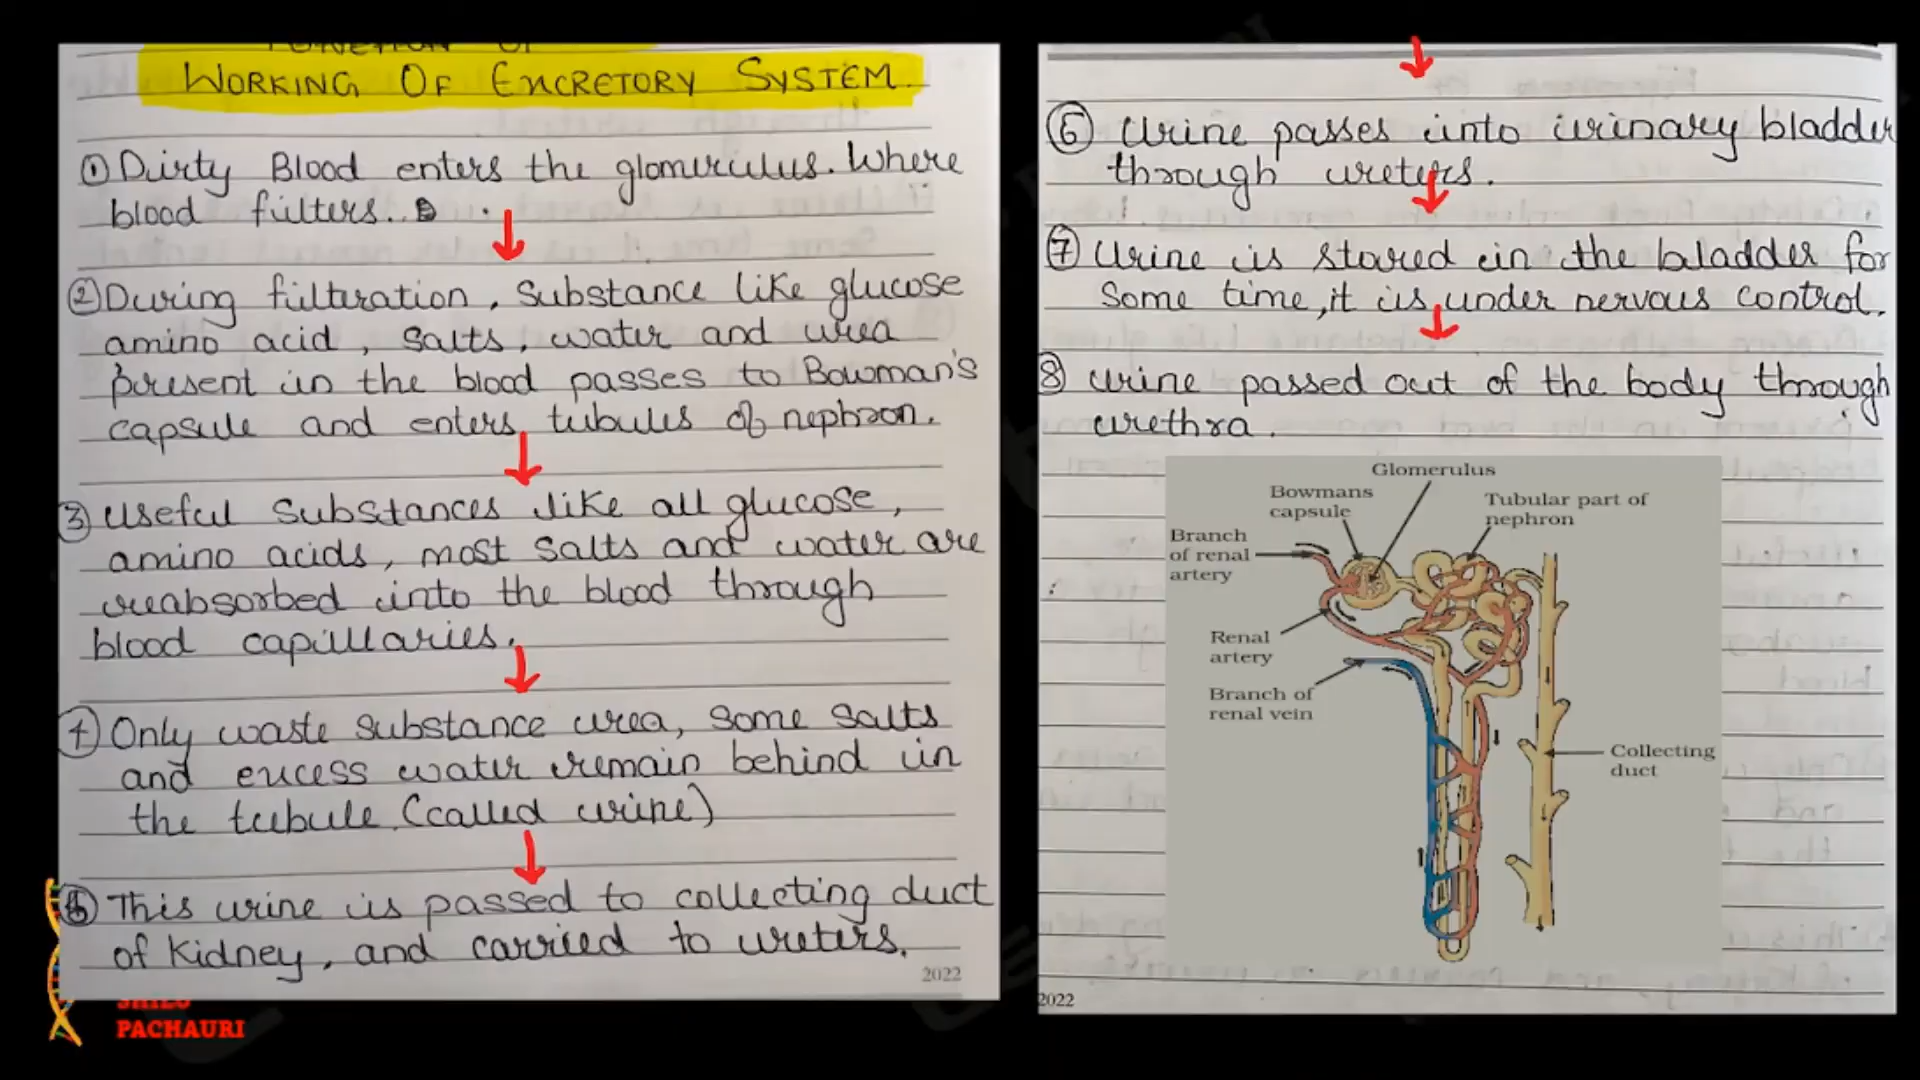 WORKING OF EXCRETORY SYSTEM.
① Dirty Blood enters the glomerulus. Where
blood filters.
② During filteration, Substance like glucose
amino acid, salts, water and urea
present in the blood passes to Bowman's
capsule and enters tubules of nephron.
③ Useful Substances like all glucose,
amino acids, most salts and water are
reabsorbed into the blood through
blood capillaries.
④ Only waste substance urea, some salts
and excess water remain behind in
the tubule (called urine)
⑤ This urine is passed to collecting duct
of Kidney, and carried to ureters.
2022
PACHAURI
⑥ Urine passes into urinary bladder
through ureters.
⑦ Urine is stored in the bladder for
Some time, it is under nervous control.
⑧ urine passed out of the body through
urethra.
Glomerulus
Bowmans
capsule
Tubular part of
nephron
Branch
of renal
artery
Renal
artery
Branch of
renal vein
Collecting
duct
2022